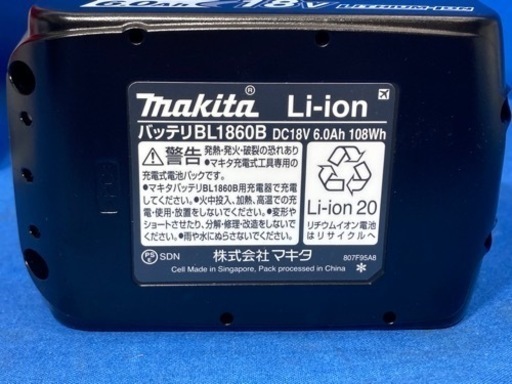 6.0Ah 18V LITHIUM-ION
makita® Li-ion
バッテリBL1860B DC18V 6.0Ah 108Wh
警告 発熱・発火・破裂の恐れあり
●マキタ充電式工具専用の
充電式電池パックです。
●マキタバッテリBL1860B用充電器で充電
してください。●火中投入、加熱、高温での充
電・使用・放置をしないでください。●変形や
ショートさせたり、分解・修理・改造をしないで
ください。●雨や水にぬらさないでください。
Li-ion 20
リチウムイオン電池
はリサイクルへ
PS E SDN 株式会社マキタ 807F95A8
Cell Made in Singapore, Pack processed in China